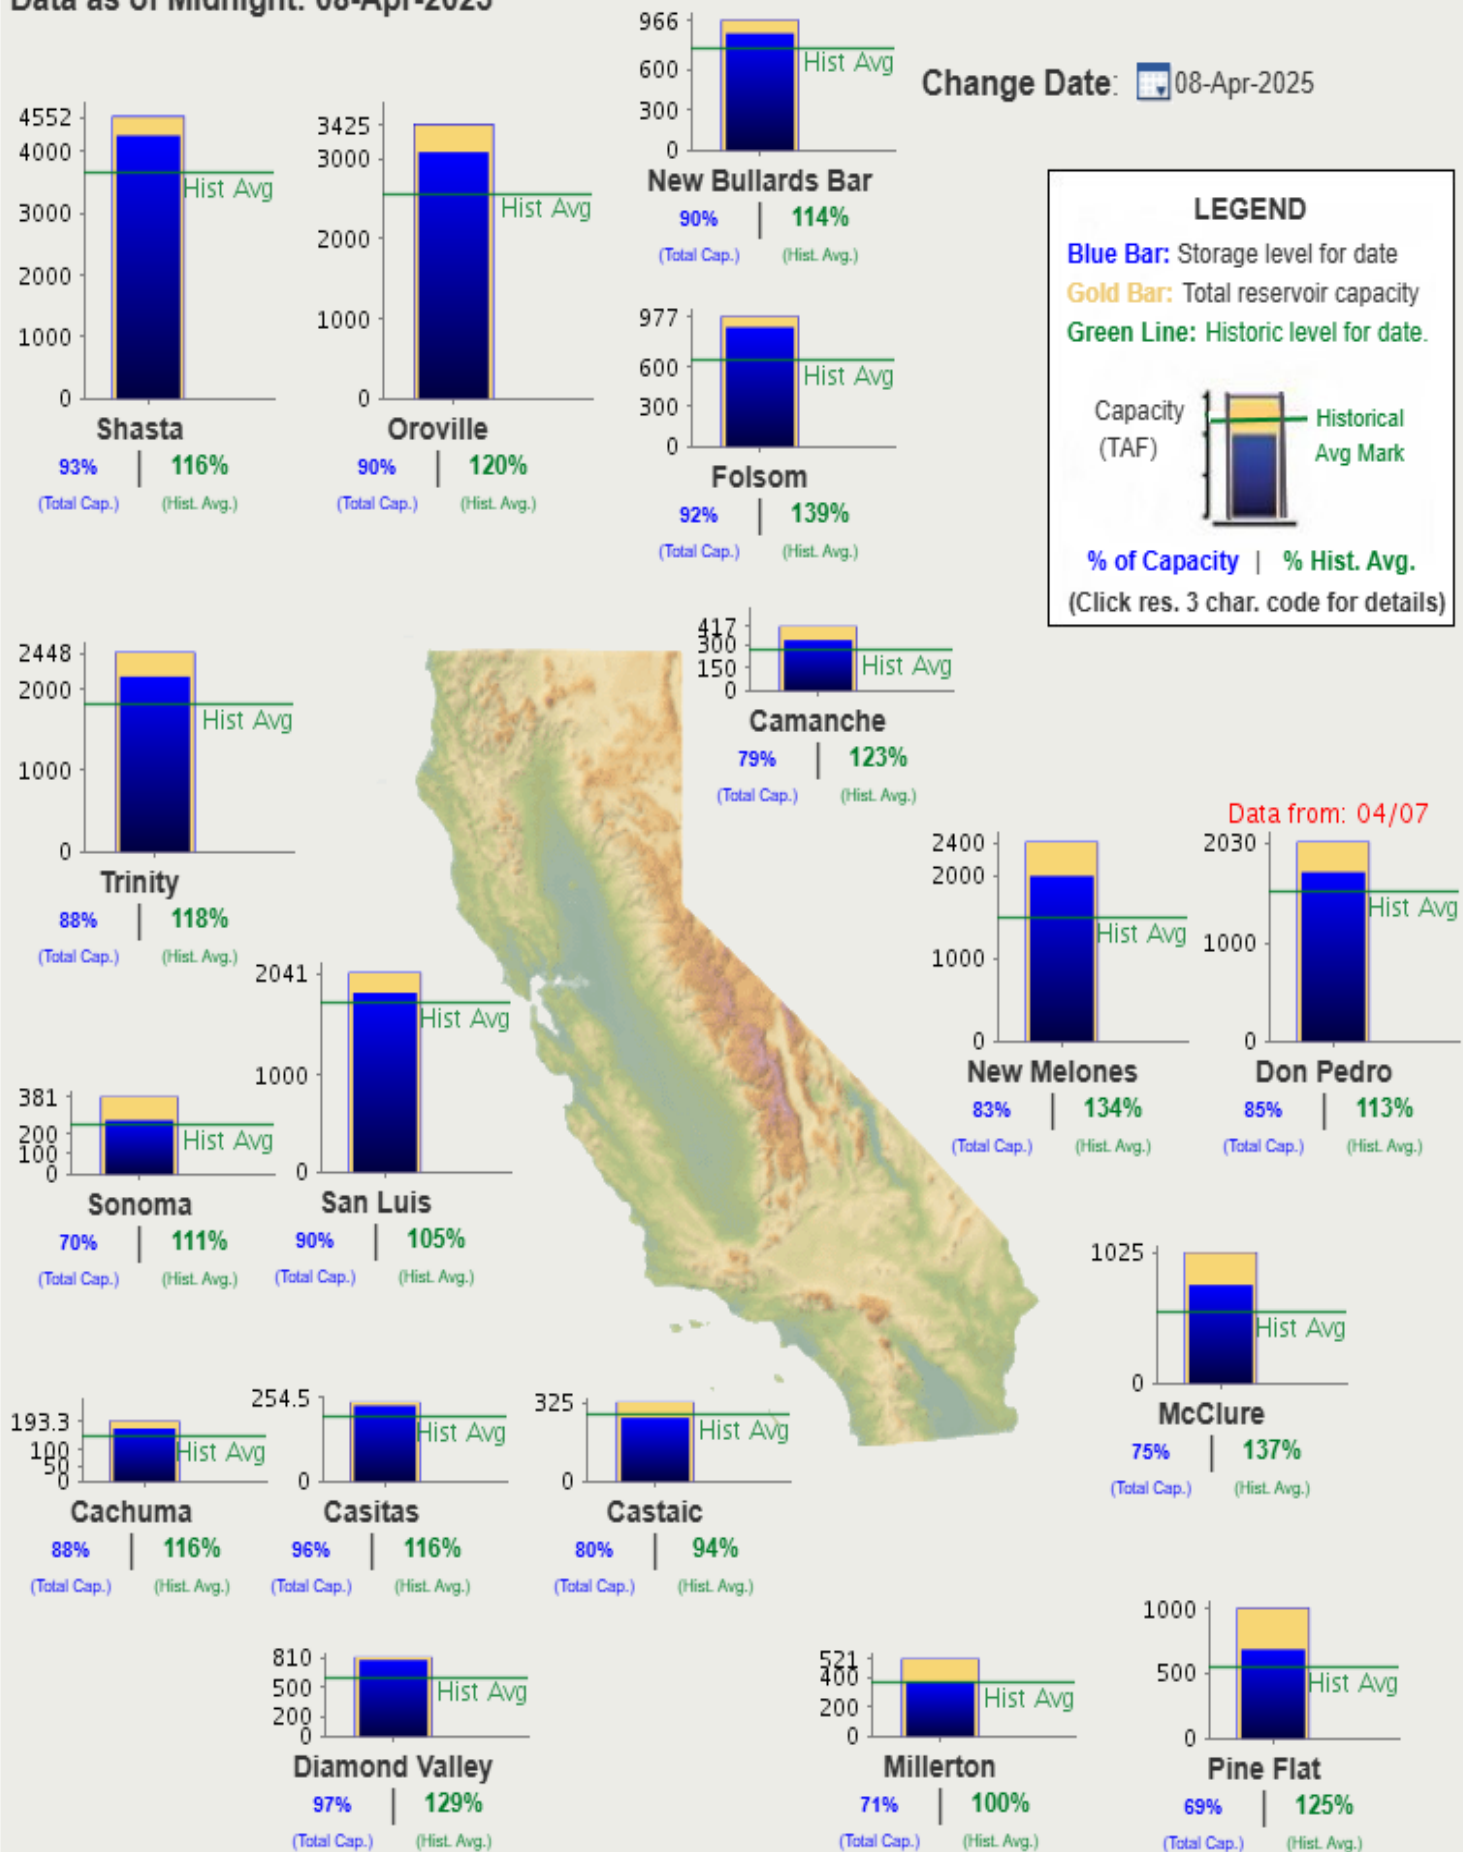 Data as of Midnight: 08-Apr-2025
966
600
300
0
Hist Avg
New Bullards Bar
90% | 114%
(Total Cap.) (Hist. Avg.)
Change Date: 08-Apr-2025
4552
4000
3000
2000
1000
0
Hist Avg
Shasta
93% | 116%
(Total Cap.) (Hist. Avg.)
3425
3000
2000
1000
0
Hist Avg
Oroville
90% | 120%
(Total Cap.) (Hist. Avg.)
977
600
300
0
Hist Avg
Folsom
92% | 139%
(Total Cap.) (Hist. Avg.)
LEGEND
Blue Bar: Storage level for date
Gold Bar: Total reservoir capacity
Green Line: Historic level for date.
Capacity
(TAF)
Historical
Avg Mark
% of Capacity | % Hist. Avg.
(Click res. 3 char. code for details)
2448
2000
1000
0
Hist Avg
Trinity
88% | 118%
(Total Cap.) (Hist. Avg.)
417
300
150
0
Hist Avg
Camanche
79% | 123%
(Total Cap.) (Hist. Avg.)
2400
2000
1000
0
Hist Avg
New Melones
83% | 134%
(Total Cap.) (Hist. Avg.)
Data from: 04/07
2030
1000
0
Hist Avg
Don Pedro
85% | 113%
(Total Cap.) (Hist. Avg.)
381
200
100
0
Hist Avg
Sonoma
70% | 111%
(Total Cap.) (Hist. Avg.)
2041
1000
0
Hist Avg
San Luis
90% | 105%
(Total Cap.) (Hist. Avg.)
1025
0
Hist Avg
McClure
75% | 137%
(Total Cap.) (Hist. Avg.)
193.3
100
50
0
Hist Avg
Cachuma
88% | 116%
(Total Cap.) (Hist. Avg.)
254.5
0
Hist Avg
Casitas
96% | 116%
(Total Cap.) (Hist. Avg.)
325
0
Hist Avg
Castaic
80% | 94%
(Total Cap.) (Hist. Avg.)
810
500
200
0
Hist Avg
Diamond Valley
97% | 129%
(Total Cap.) (Hist. Avg.)
521
400
200
0
Hist Avg
Millerton
71% | 100%
(Total Cap.) (Hist. Avg.)
1000
500
0
Hist Avg
Pine Flat
69% | 125%
(Total Cap.) (Hist. Avg.)